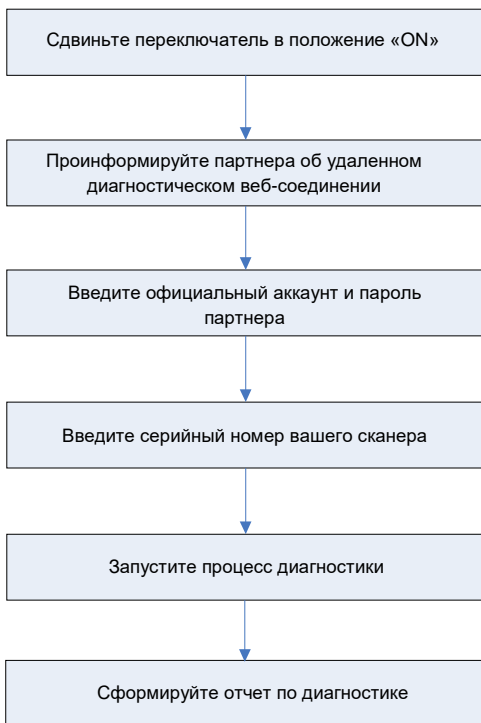 Сдвиньте переключатель в положение «ON»
Проинформируйте партнера об удаленном
диагностическом веб-соединении
Введите официальный аккаунт и пароль
партнера
Введите серийный номер вашего сканера
Запустите процесс диагностики
Сформируйте отчет по диагностике